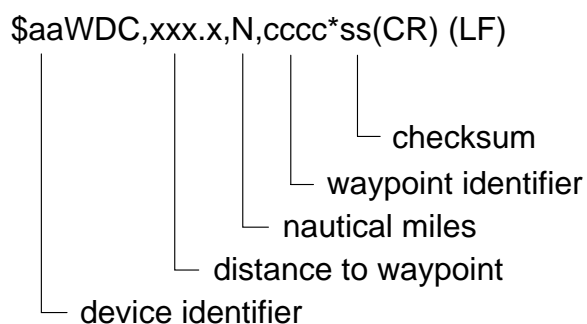 $aaWDC,xxx.x,N,cccc*ss(CR) (LF)
checksum
waypoint identifier
nautical miles
distance to waypoint
device identifier